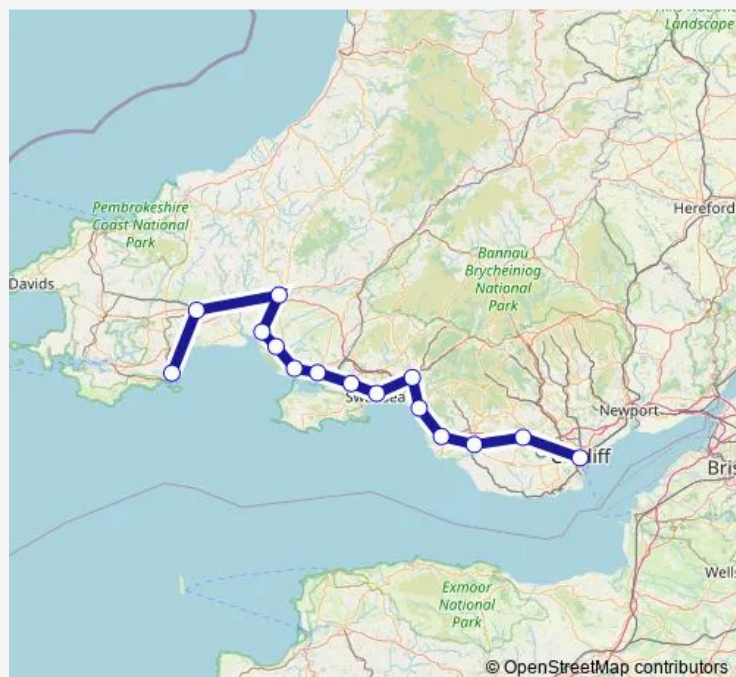 Landscape
Pembrokeshire
Coast National
Park
Hereford
Bannau
Brycheiniog
National
Park
Davids
Swansea
Newport
Cardiff
Bris
Wells
Exmoor
National
Park
© OpenStreetMap contributors